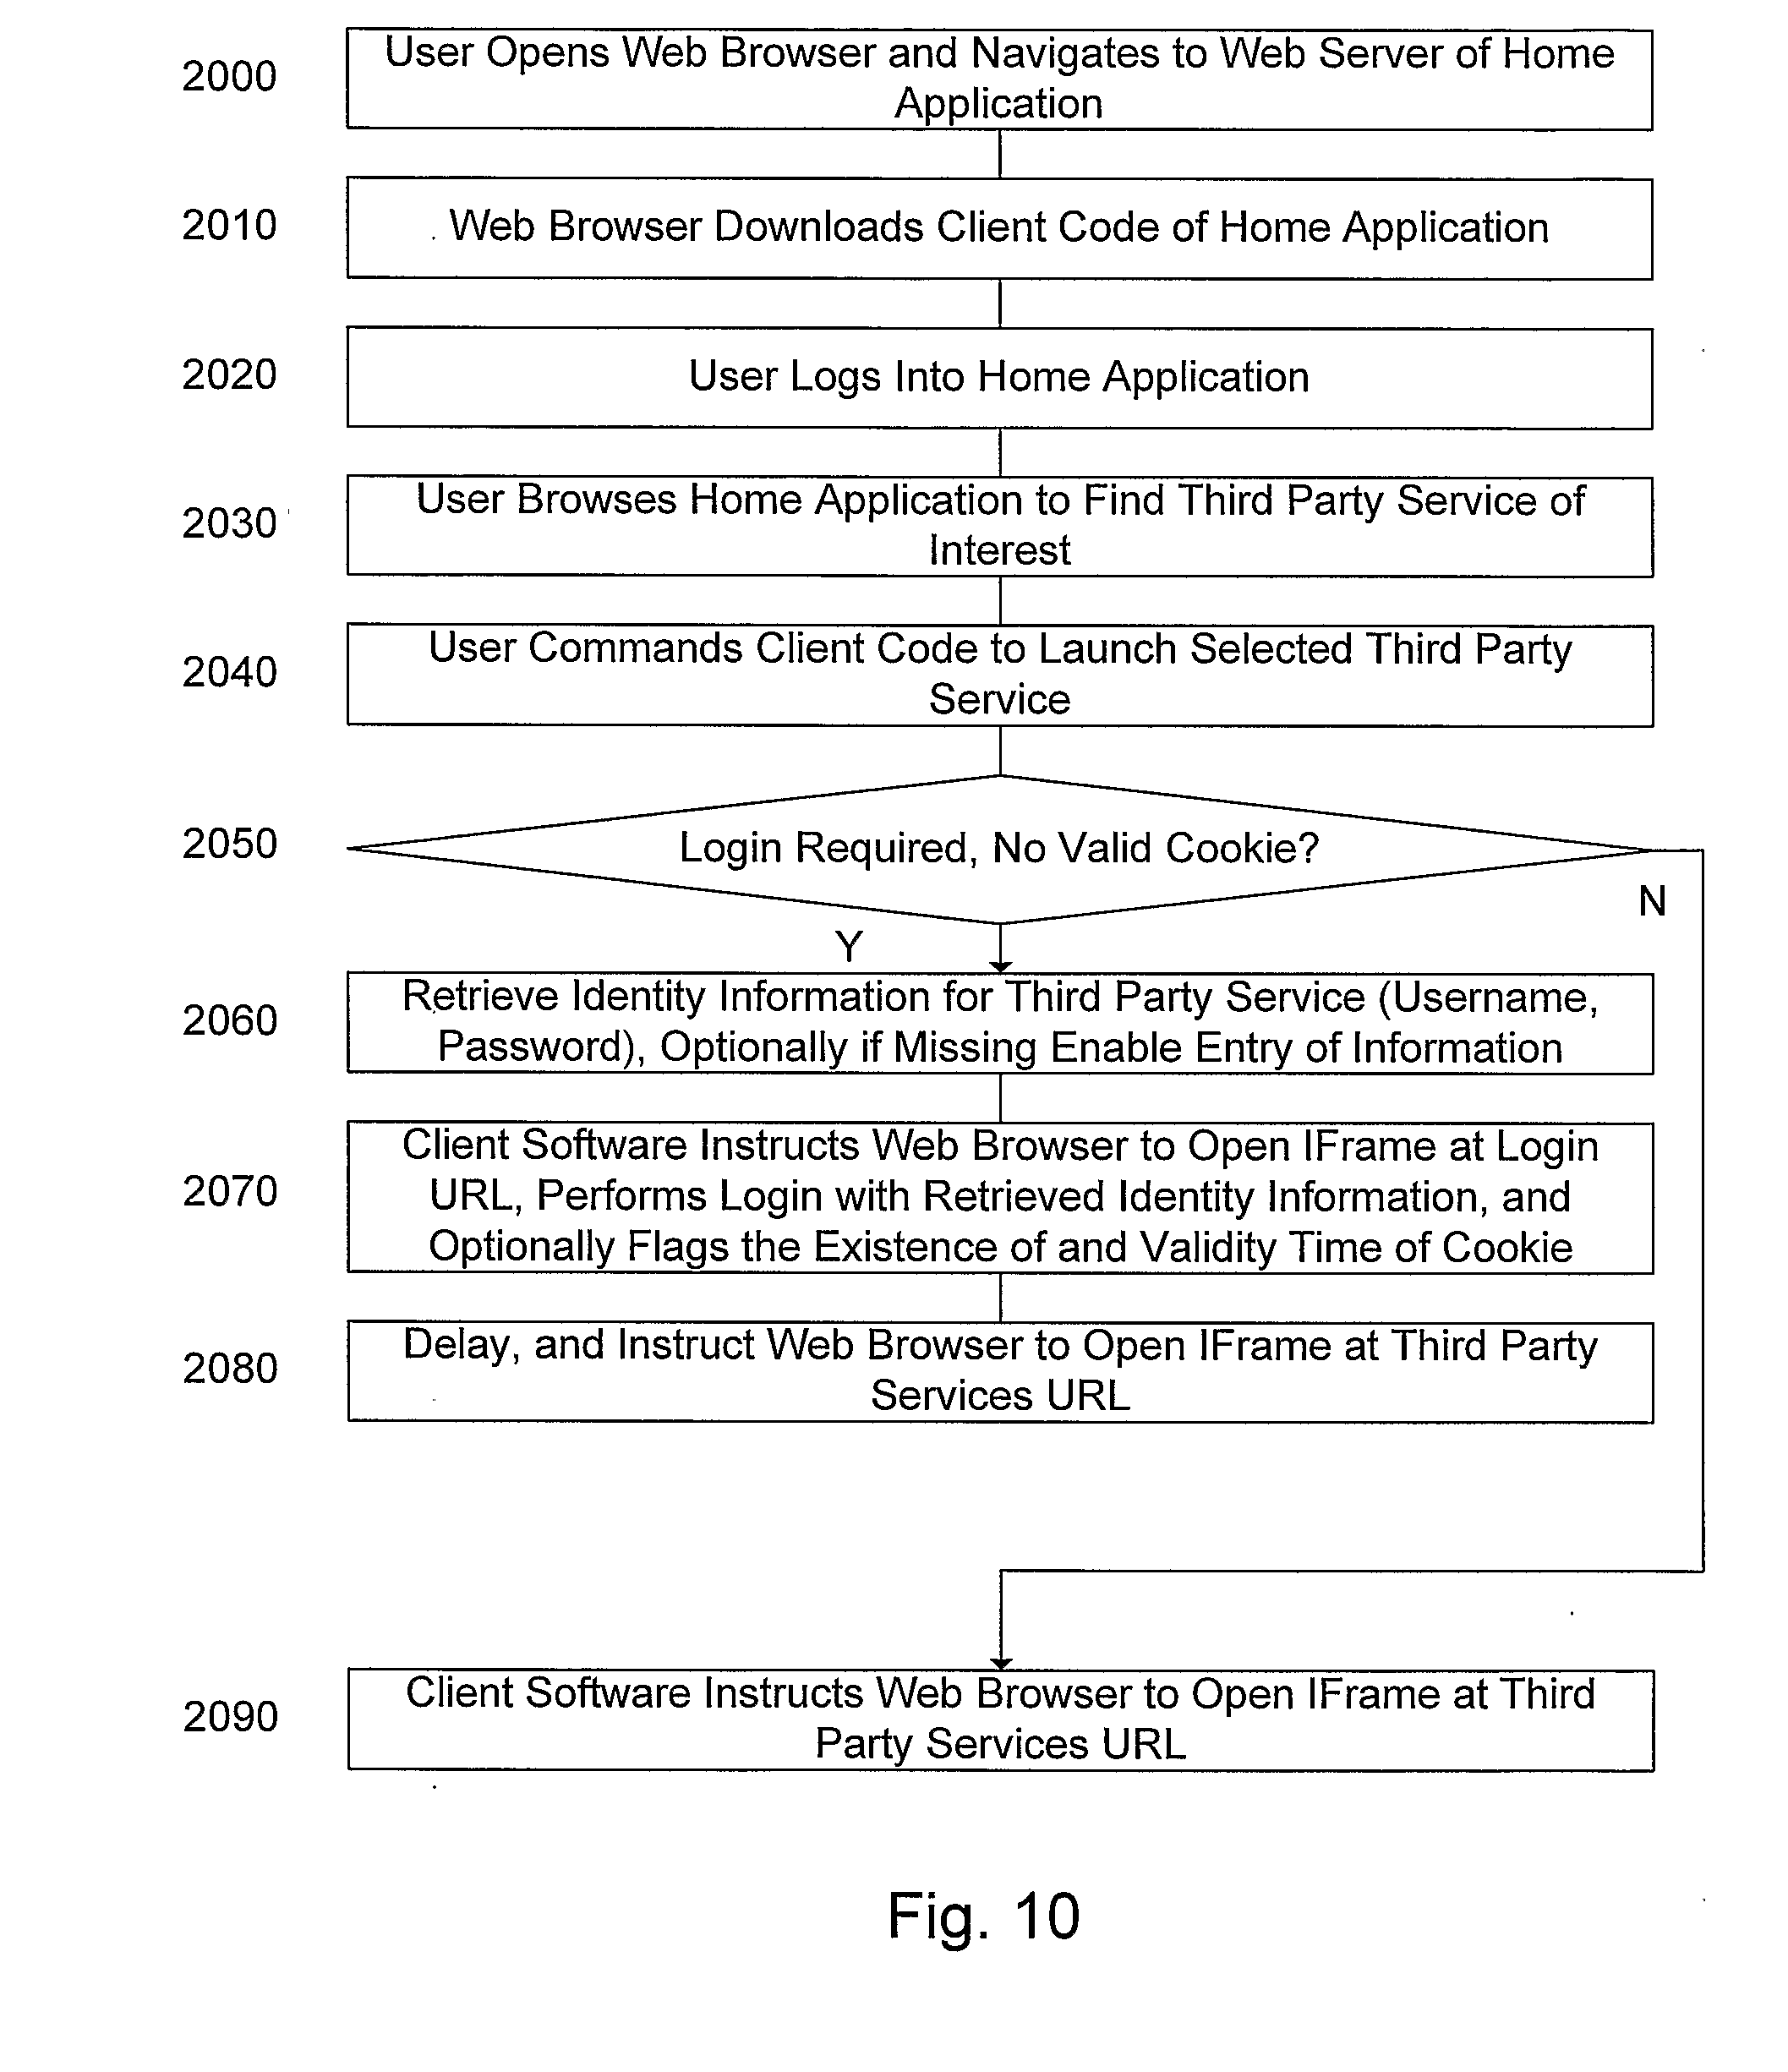 2000
User Opens Web Browser and Navigates to Web Server of Home
Application
2010
Web Browser Downloads Client Code of Home Application
2020
User Logs Into Home Application
2030
User Browses Home Application to Find Third Party Service of
Interest
2040
User Commands Client Code to Launch Selected Third Party
Service
2050
Login Required, No Valid Cookie?
N
Y
2060
Retrieve Identity Information for Third Party Service (Username,
Password), Optionally if Missing Enable Entry of Information
2070
Client Software Instructs Web Browser to Open IFrame at Login
URL, Performs Login with Retrieved Identity Information, and
Optionally Flags the Existence of and Validity Time of Cookie
2080
Delay, and Instruct Web Browser to Open IFrame at Third Party
Services URL
2090
Client Software Instructs Web Browser to Open IFrame at Third
Party Services URL
Fig. 10